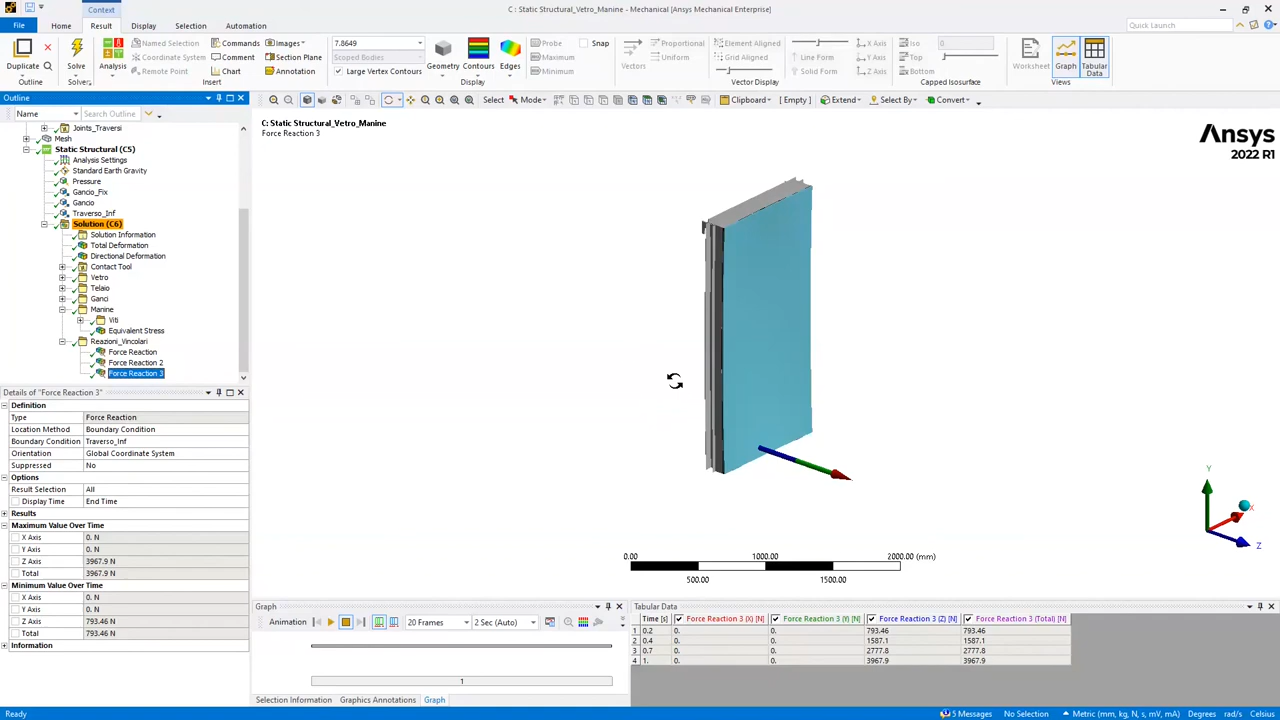 C : Static Structural_Vetro_Manine - Mechanical [Ansys Mechanical Enterprise]
Context
File Home Result Display Selection Automation
Quick Launch
Duplicate
Outline
Solve
Solver
Analysis
Named Selection
Coordinate System
Remote Point
Commands
Comment
Chart
Images
Section Plane
Annotation
Insert
7.8649
Scoped Bodies
Large Vertex Contours
Geometry
Contours
Edges
Display
Probe
Maximum
Minimum
Snap
Vectors
Proportional
Uniform
Element Aligned
Grid Aligned
Line Form
Solid Form
X Axis
Y Axis
Z Axis
Vector Display
Iso
Top
Bottom
0
Capped Isosurface
Worksheet
Graph
Tabular
Data
Views
Outline
Select Mode Clipboard [ Empty ] Extend Select By Convert
Name Search Outline
Joints_Traversi
Mesh
Static Structural (C5)
Analysis Settings
Standard Earth Gravity
Pressure
Gancio_Fix
Gancio
Traverso_Inf
Solution (C6)
Solution Information
Total Deformation
Directional Deformation
Contact Tool
Vetro
Telaio
Ganci
Manine
Viti
Equivalent Stress
Reazioni_Vincolari
Force Reaction
Force Reaction 2
Force Reaction 3
Details of "Force Reaction 3"
Definition
Type Force Reaction
Location Method Boundary Condition
Boundary Condition Traverso_Inf
Orientation Global Coordinate System
Suppressed No
Options
Result Selection All
Display Time End Time
Results
Maximum Value Over Time
X Axis 0. N
Y Axis 0. N
Z Axis 3967.9 N
Total 3967.9 N
Minimum Value Over Time
X Axis 0. N
Y Axis 0. N
Z Axis 793.46 N
Total 793.46 N
Information
C: Static Structural_Vetro_Manine
Force Reaction 3
Ansys
2022 R1
Y
X
Z
0.00 1000.00 2000.00 (mm)
500.00 1500.00
Graph
Animation 20 Frames 2 Sec (Auto)
1
Selection Information Graphics Annotations Graph
Tabular Data
Time [s] Force Reaction 3 (X) [N] Force Reaction 3 (Y) [N] Force Reaction 3 (Z) [N] Force Reaction 3 (Total) [N]
1 0.2 0. 0. 793.46 793.46
2 0.4 0. 0. 1587.1 1587.1
3 0.7 0. 0. 2777.8 2777.8
4 1. 0. 0. 3967.9 3967.9
Ready
5 Messages No Selection Metric (mm, kg, N, s, mV, mA) Degrees rad/s Celsius